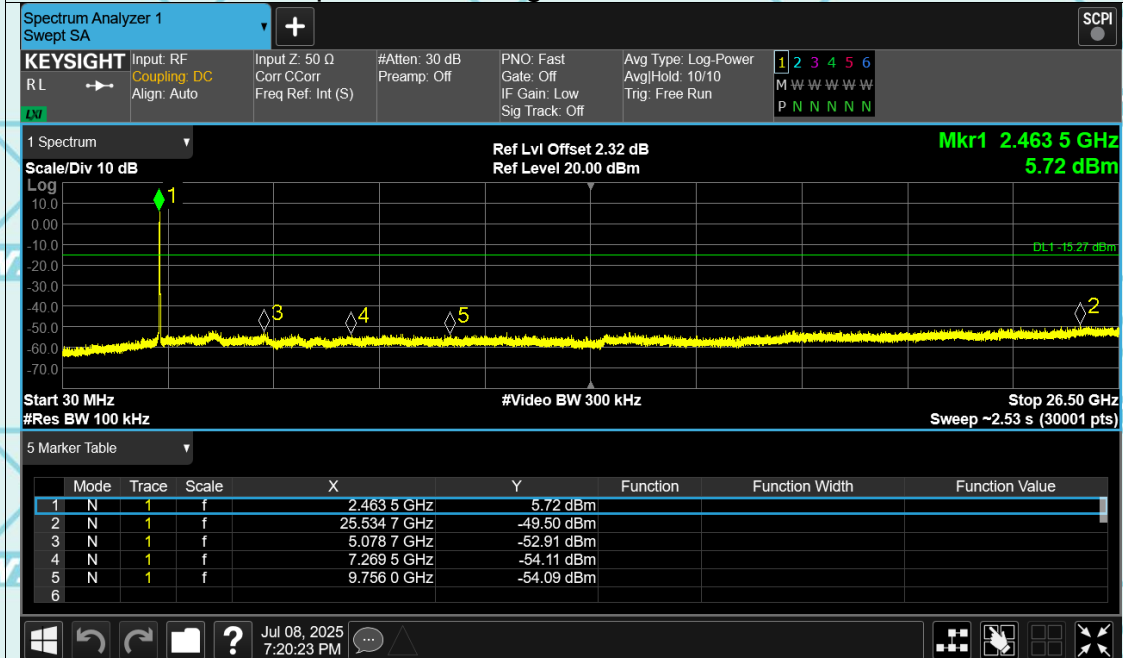 Spectrum Analyzer 1
Swept SA
+
SCPI
KEYSIGHT
R L
LXI
Input: RF
Coupling: DC
Align: Auto
Input Z: 50 Ω
Corr CCorr
Freq Ref: Int (S)
#Atten: 30 dB
Preamp: Off
PNO: Fast
Gate: Off
IF Gain: Low
Sig Track: Off
Avg Type: Log-Power
Avg|Hold: 10/10
Trig: Free Run
1 2 3 4 5 6
M W W W W W
P N N N N N
1 Spectrum
Scale/Div 10 dB
Ref Lvl Offset 2.32 dB
Ref Level 20.00 dBm
Mkr1 2.463 5 GHz
5.72 dBm
Log
10.0
0.00
-10.0
-20.0
-30.0
-40.0
-50.0
-60.0
-70.0
1
3
4
5
2
DL1 -15.27 dBm
Start 30 MHz
#Res BW 100 kHz
#Video BW 300 kHz
Stop 26.50 GHz
Sweep ~2.53 s (30001 pts)
5 Marker Table
Mode Trace Scale X Y Function Function Width Function Value
1 N 1 f 2.463 5 GHz 5.72 dBm
2 N 1 f 25.534 7 GHz -49.50 dBm
3 N 1 f 5.078 7 GHz -52.91 dBm
4 N 1 f 7.269 5 GHz -54.11 dBm
5 N 1 f 9.756 0 GHz -54.09 dBm
6
?
Jul 08, 2025
7:20:23 PM